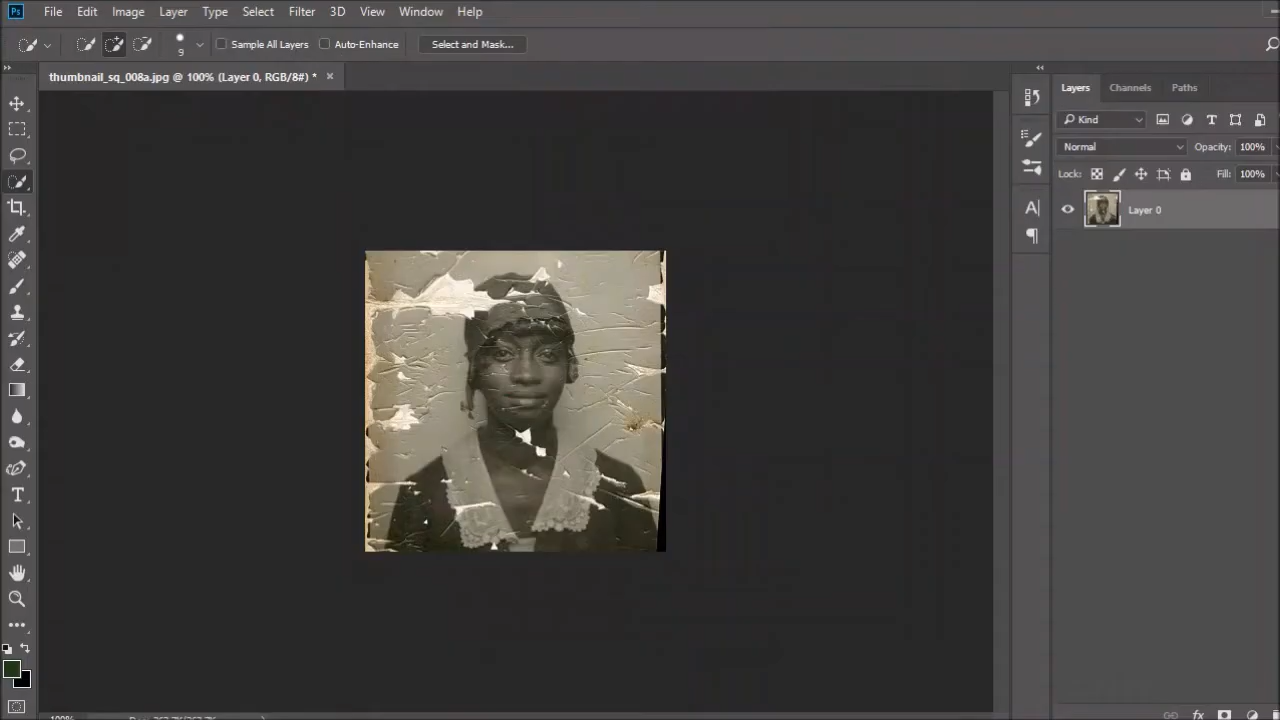 Ps File Edit Image Layer Type Select Filter 3D View Window Help
9 Sample All Layers Auto-Enhance Select and Mask...
thumbnail_sq_008a.jpg @ 100% (Layer 0, RGB/8#) * ×
Layers Channels Paths
Kind
Normal Opacity: 100%
Lock: Fill: 100%
Layer 0